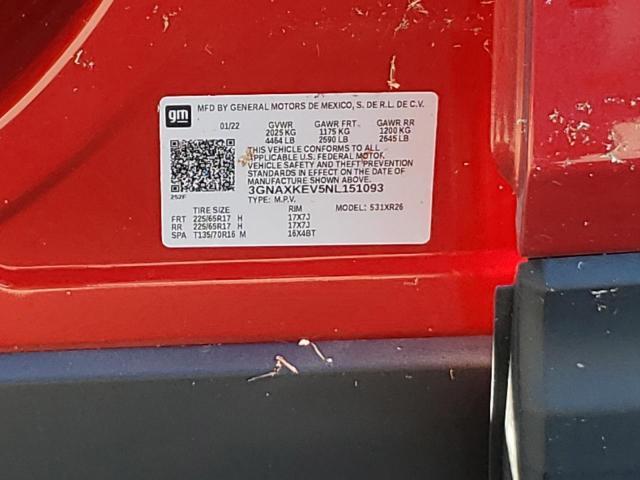 gm MFD BY GENERAL MOTORS DE MEXICO, S. DE R.L. DE C.V.
01/22 GVWR GAWR FRT GAWR RR
2025 KG 1175 KG 1200 KG
4464 LB 2590 LB 2645 LB
THIS VEHICLE CONFORMS TO ALL
APPLICABLE U.S. FEDERAL MOTOR
VEHICLE SAFETY AND THEFT PREVENTION
STANDARDS IN EFFECT ON THE DATE OF
MANUFACTURE SHOWN ABOVE.
3GNAXKEV5NL151093
252F TYPE: M.P.V.
TIRE SIZE RIM MODEL: 531XR26
FRT 225/65R17 H 17X7J
RR 225/65R17 H 17X7J
SPA T135/70R16 M 16X4BT